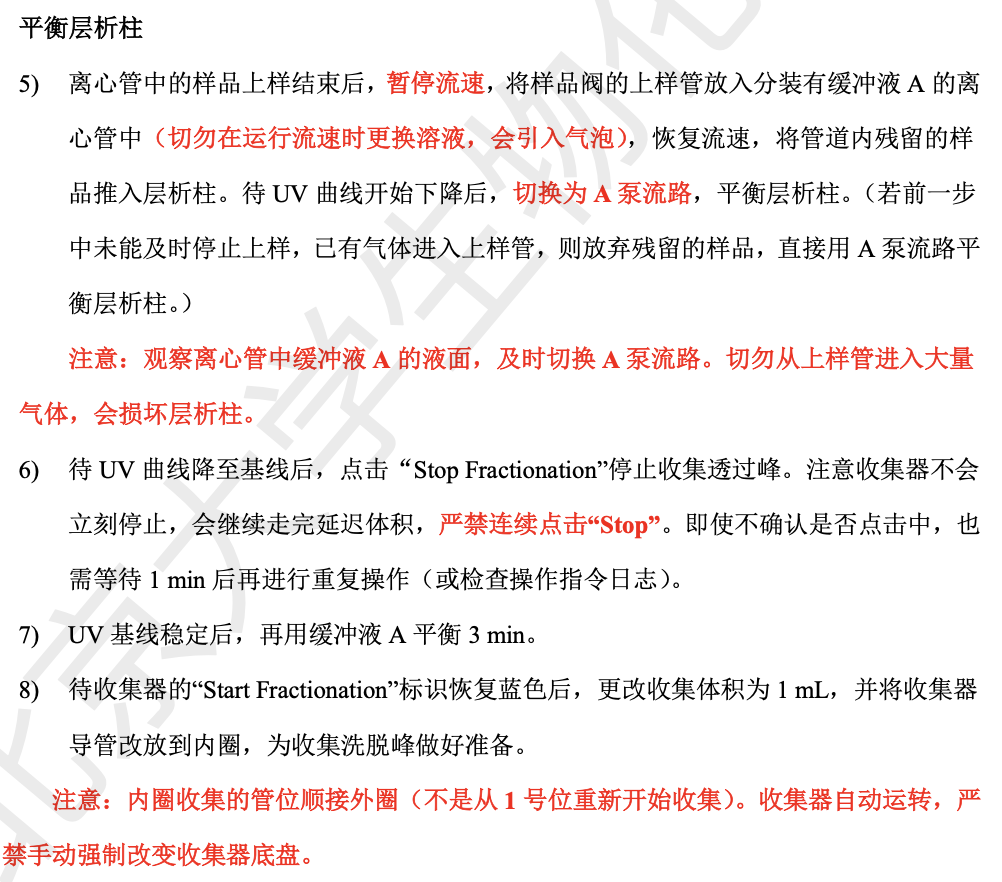 平衡层析柱
5) 离心管中的样品上样结束后，暂停流速，将样品阀的上样管放入分装有缓冲液 A 的离
心管中（切勿在运行流速时更换溶液，会引入气泡），恢复流速，将管道内残留的样
品推入层析柱。待 UV 曲线开始下降后，切换为 A 泵流路，平衡层析柱。（若前一步
中未能及时停止上样，已有气体进入上样管，则放弃残留的样品，直接用 A 泵流路平
衡层析柱。）
注意：观察离心管中缓冲液 A 的液面，及时切换 A 泵流路。切勿从上样管进入大量
气体，会损坏层析柱。
6) 待 UV 曲线降至基线后，点击“Stop Fractionation”停止收集透过峰。注意收集器不会
立刻停止，会继续走完延迟体积，严禁连续点击“Stop”。即使不确认是否点击中，也
需等待 1 min 后再进行重复操作（或检查操作指令日志）。
7) UV 基线稳定后，再用缓冲液 A 平衡 3 min。
8) 待收集器的“Start Fractionation”标识恢复蓝色后，更改收集体积为 1 mL，并将收集器
导管改放到内圈，为收集洗脱峰做好准备。
注意：内圈收集的管位顺接外圈（不是从 1 号位重新开始收集）。收集器自动运转，严
禁手动强制改变收集器底盘。
北京大学生物化